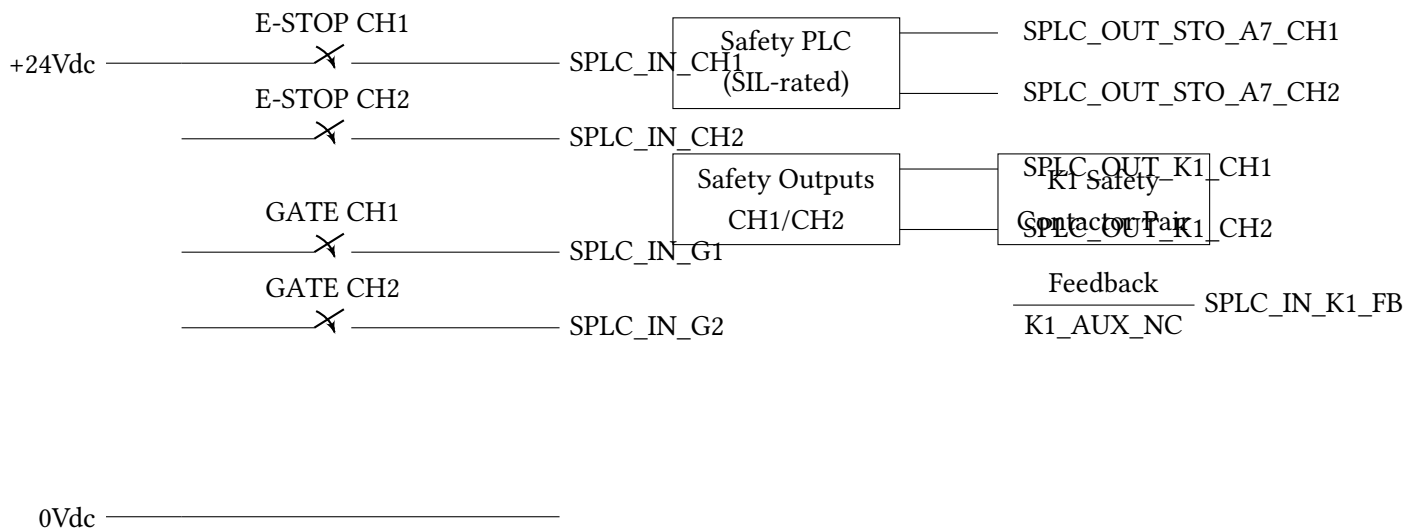 E-STOP CH1
+24Vdc
SPLC_IN_CH1
E-STOP CH2
SPLC_IN_CH2
GATE CH1
SPLC_IN_G1
GATE CH2
SPLC_IN_G2
0Vdc
Safety PLC
(SIL-rated)
SPLC_OUT_STO_A7_CH1
SPLC_OUT_STO_A7_CH2
Safety Outputs
CH1/CH2
SPLC_OUT_K1_CH1
K1 Safety
Contactor Pair
SPLC_OUT_K1_CH2
Feedback
K1_AUX_NC
SPLC_IN_K1_FB